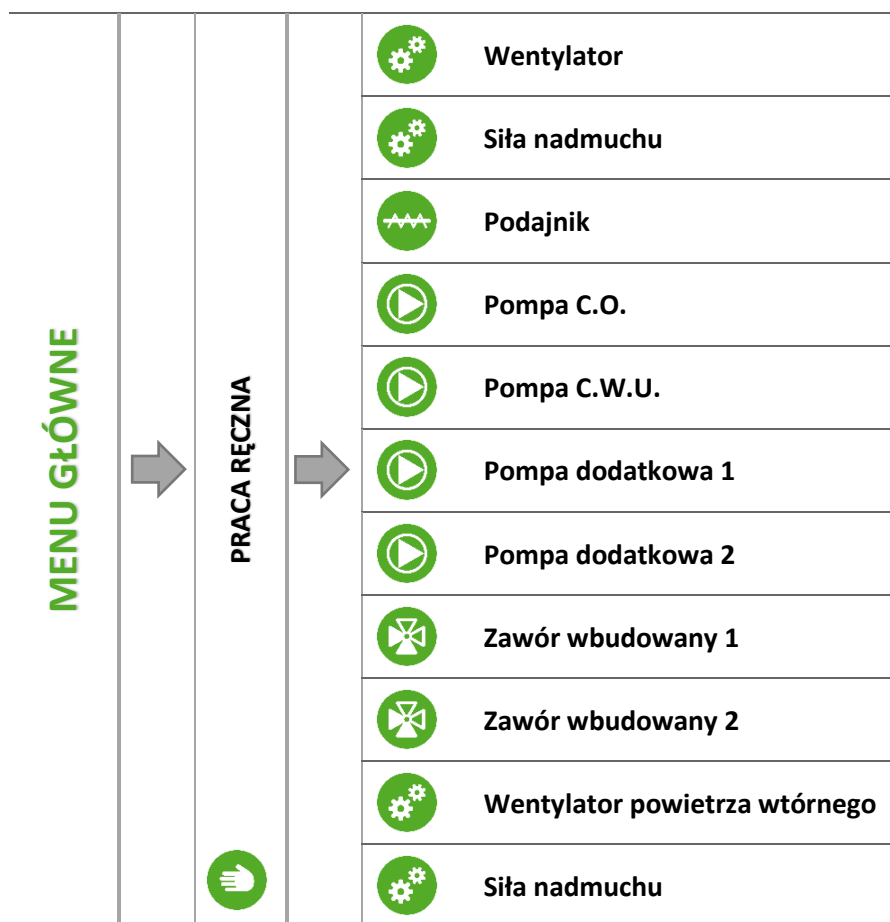 MENU GŁÓWNE
PRACA RĘCZNA
Wentylator
Siła nadmuchu
Podajnik
Pompa C.O.
Pompa C.W.U.
Pompa dodatkowa 1
Pompa dodatkowa 2
Zawór wbudowany 1
Zawór wbudowany 2
Wentylator powietrza wtórnego
Siła nadmuchu